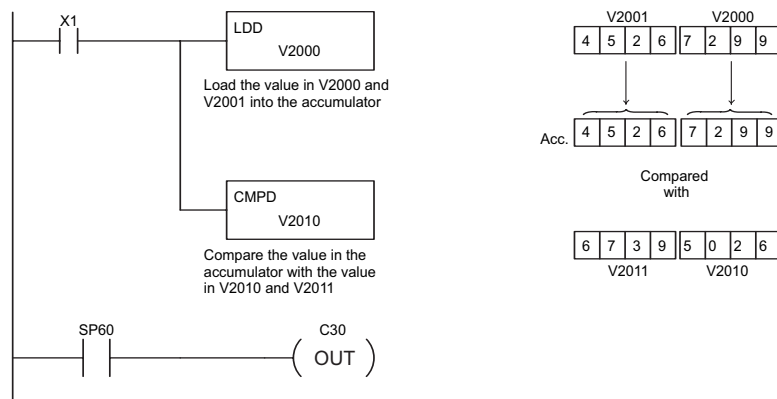 X1
LDD
V2000
Load the value in V2000 and
V2001 into the accumulator
CMPD
V2010
Compare the value in the
accumulator with the value
in V2010 and V2011
SP60
C30
OUT
V2001 V2000
4 5 2 6 7 2 9 9
Acc. 4 5 2 6 7 2 9 9
Compared
with
6 7 3 9 5 0 2 6
V2011 V2010